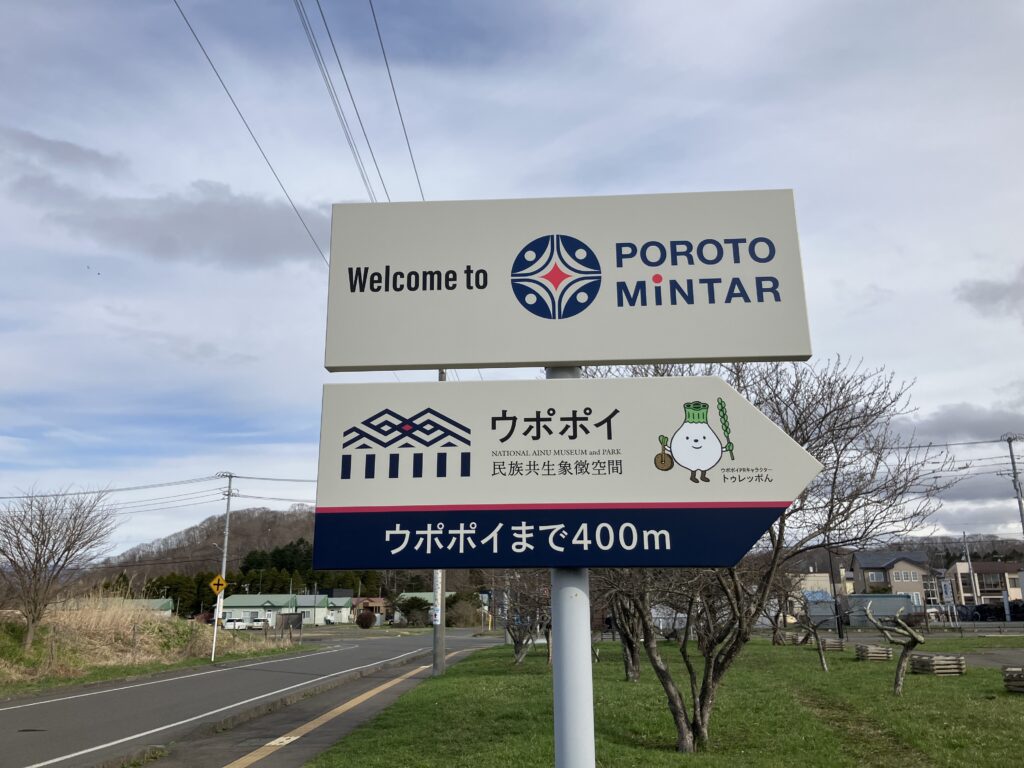 Welcome to
POROTO
MiNTAR
ウポポイ
NATIONAL AINU MUSEUM and PARK
民族共生象徴空間
ウポポイPRキャラクター
トゥレッポん
ウポポイまで400m